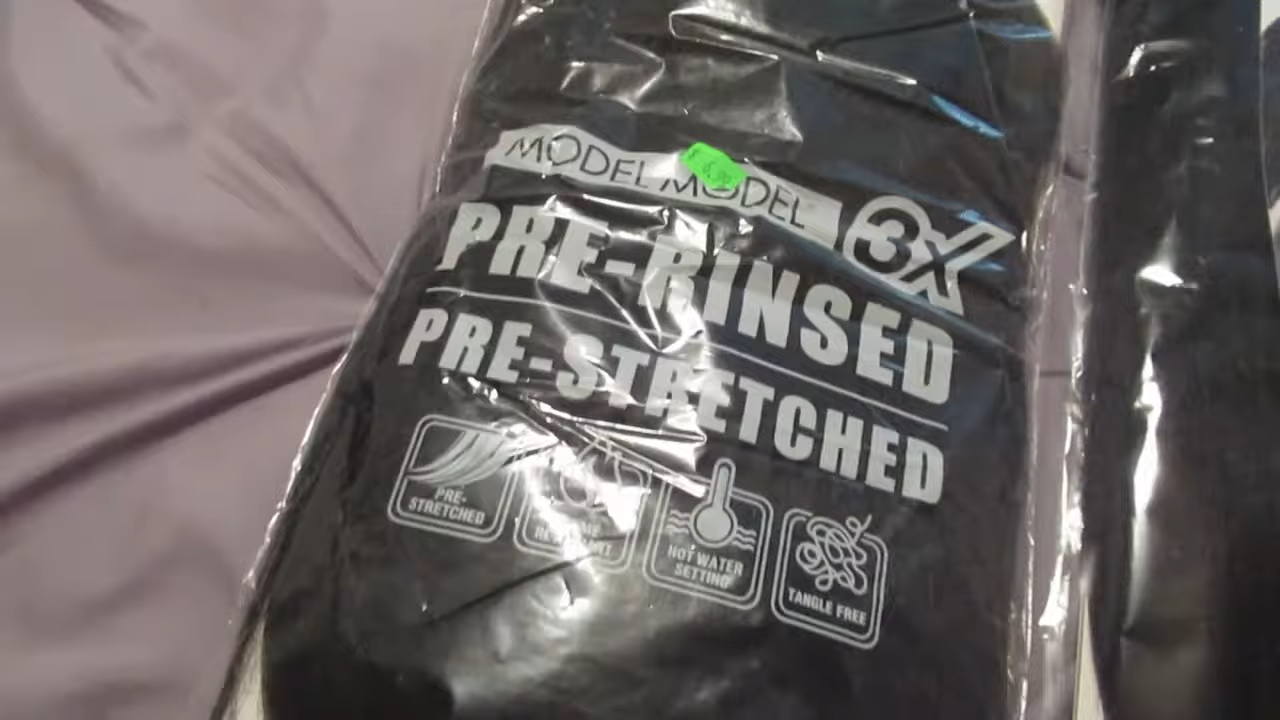 MODEL MODEL
3X
PRE-RINSED
PRE-STRETCHED
PRE-
STRETCHED
HOT WATER
SETTING
TANGLE FREE